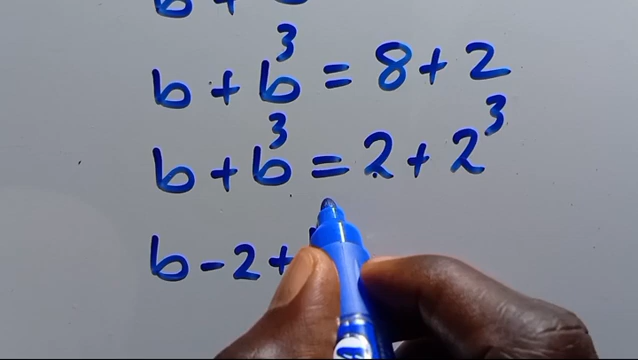 b + b³ = 8 + 2
b + b³ = 2 + 2³
b - 2 +